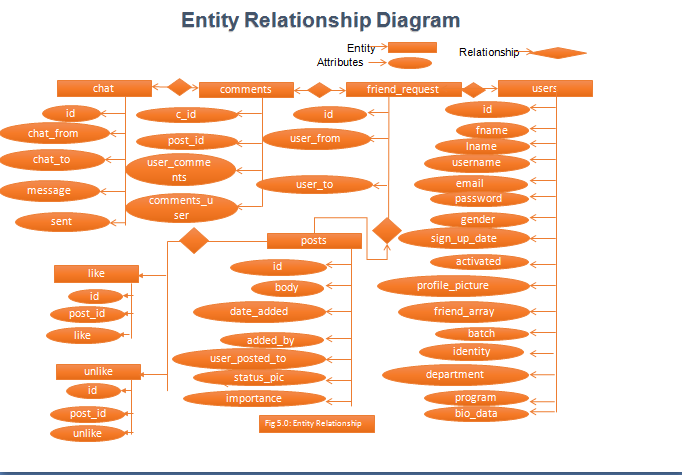 Entity Relationship Diagram
Entity
Relationship
Attributes
chat
comments
friend_request
users
id
chat_from
chat_to
message
sent
c_id
post_id
user_comme
nts
comments_u
ser
id
user_from
user_to
id
fname
lname
username
email
password
gender
sign_up_date
activated
profile_picture
friend_array
batch
identity
department
program
bio_data
posts
id
body
date_added
added_by
user_posted_to
status_pic
importance
like
id
post_id
like
unlike
id
post_id
unlike
Fig 5.0: Entity Relationship